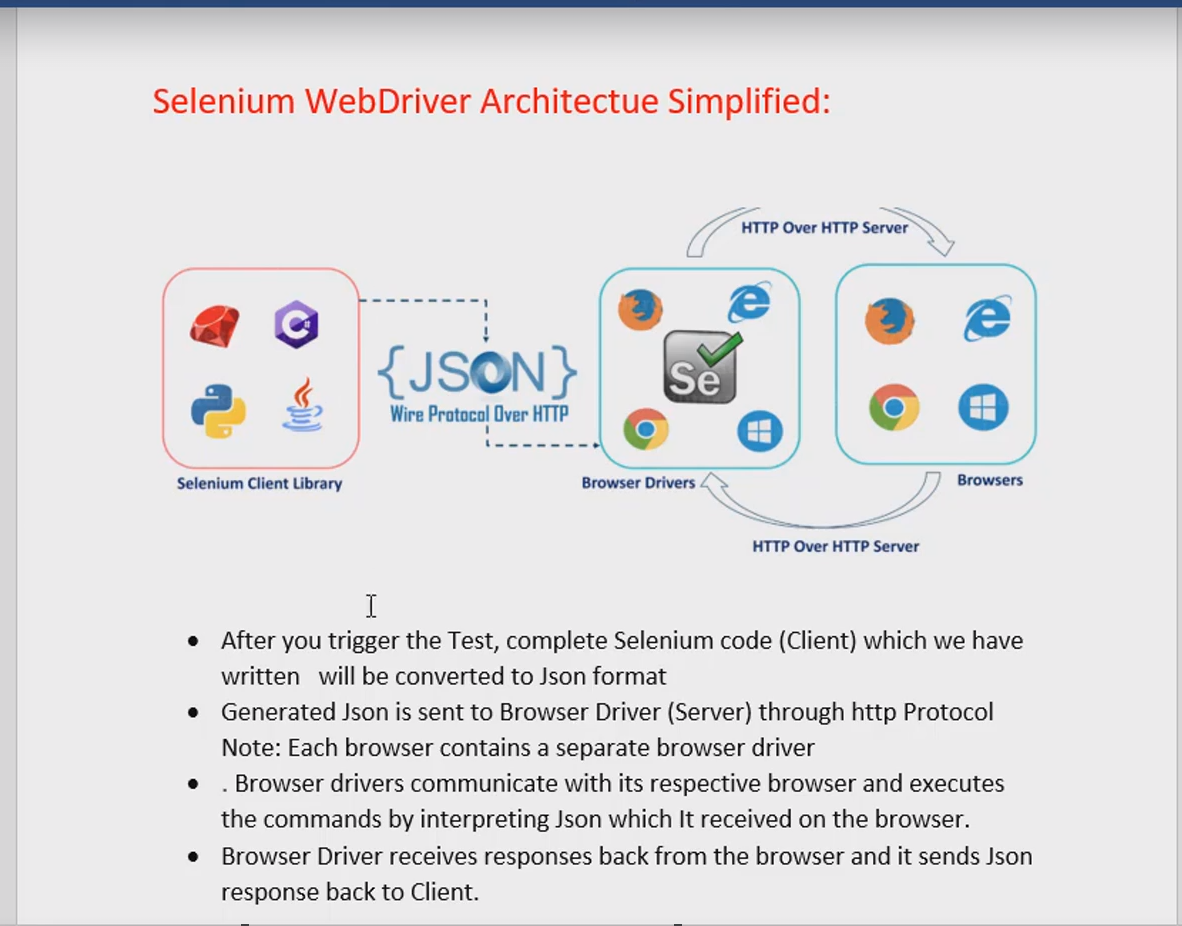 Selenium WebDriver Architectue Simplified:
HTTP Over HTTP Server
{JSON}
Wire Protocol Over HTTP
Se
Selenium Client Library
Browser Drivers
Browsers
HTTP Over HTTP Server
• After you trigger the Test, complete Selenium code (Client) which we have
written will be converted to Json format
• Generated Json is sent to Browser Driver (Server) through http Protocol
Note: Each browser contains a separate browser driver
• . Browser drivers communicate with its respective browser and executes
the commands by interpreting Json which It received on the browser.
• Browser Driver receives responses back from the browser and it sends Json
response back to Client.